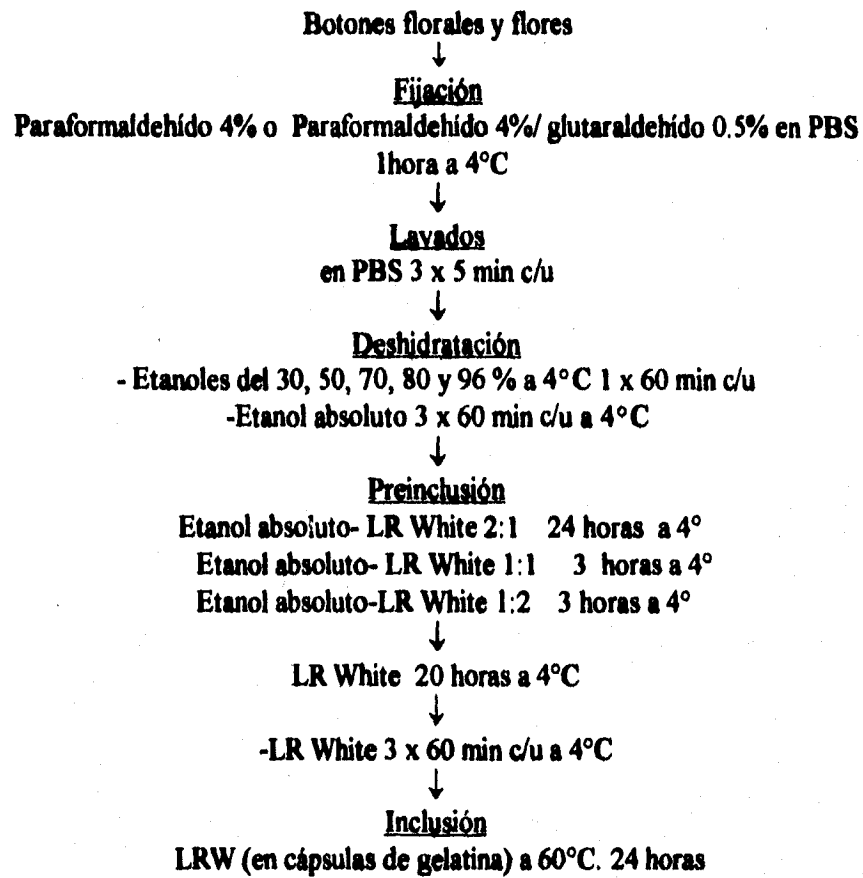 Botones florales y flores
↓
Fijación
Paraformaldehído 4% o Paraformaldehído 4%/ glutaraldehído 0.5% en PBS
1hora a 4°C
↓
Lavados
en PBS 3 x 5 min c/u
↓
Deshidratación
- Etanoles del 30, 50, 70, 80 y 96 % a 4°C 1 x 60 min c/u
-Etanol absoluto 3 x 60 min c/u a 4°C
↓
Preinclusión
Etanol absoluto- LR White 2:1 24 horas a 4°
Etanol absoluto- LR White 1:1 3 horas a 4°
Etanol absoluto-LR White 1:2 3 horas a 4°
↓
LR White 20 horas a 4°C
↓
-LR White 3 x 60 min c/u a 4°C
↓
Inclusión
LRW (en cápsulas de gelatina) a 60°C. 24 horas